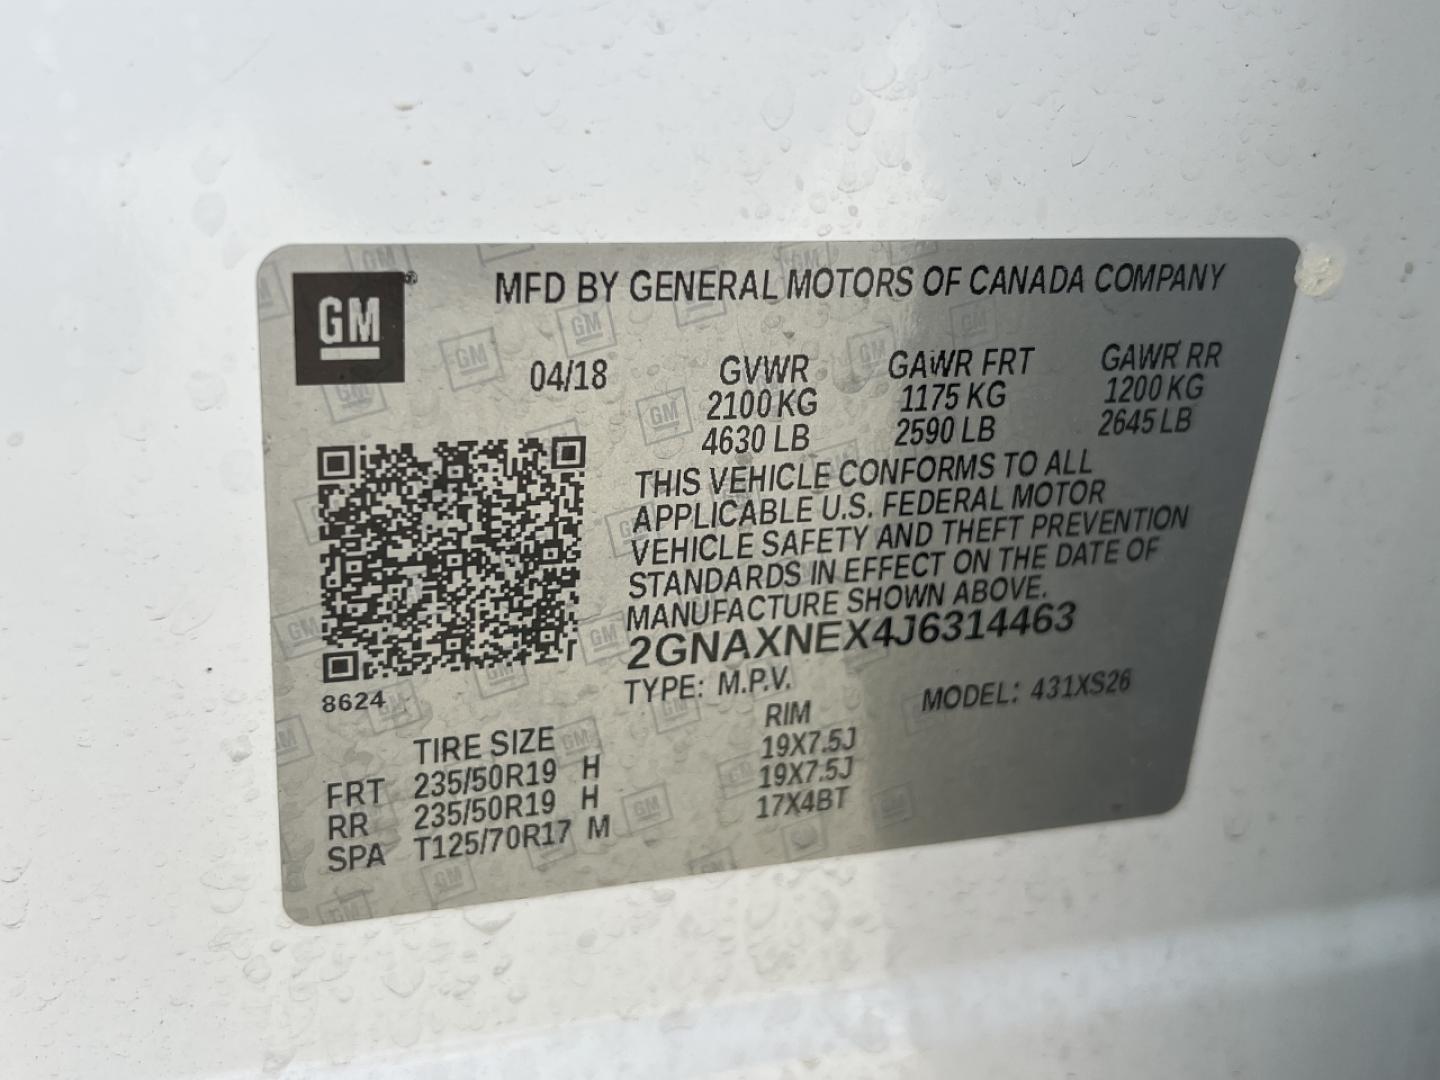 GM
MFD BY GENERAL MOTORS OF CANADA COMPANY
04/18 GVWR GAWR FRT GAWR RR
2100 KG 1175 KG 1200 KG
4630 LB 2590 LB 2645 LB
THIS VEHICLE CONFORMS TO ALL
APPLICABLE U.S. FEDERAL MOTOR
VEHICLE SAFETY AND THEFT PREVENTION
STANDARDS IN EFFECT ON THE DATE OF
MANUFACTURE SHOWN ABOVE.
2GNAXNEX4J6314463
8624 TYPE: M.P.V. MODEL: 431XS26
TIRE SIZE RIM
FRT 235/50R19 H 19X7.5J
RR 235/50R19 H 19X7.5J
SPA T125/70R17 M 17X4BT